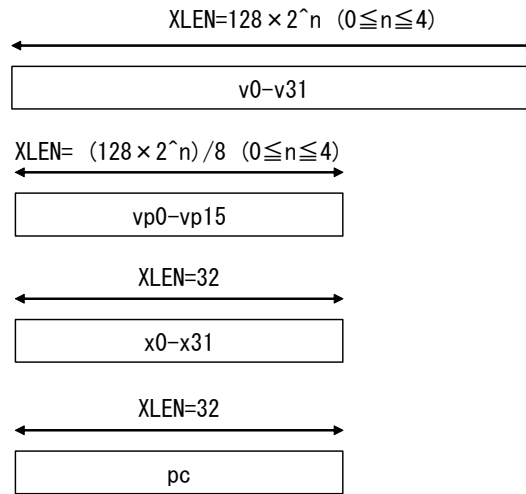 XLEN=128×2^n (0≦n≦4)
v0-v31
XLEN= (128×2^n)/8 (0≦n≦4)
vp0-vp15
XLEN=32
x0-x31
XLEN=32
pc